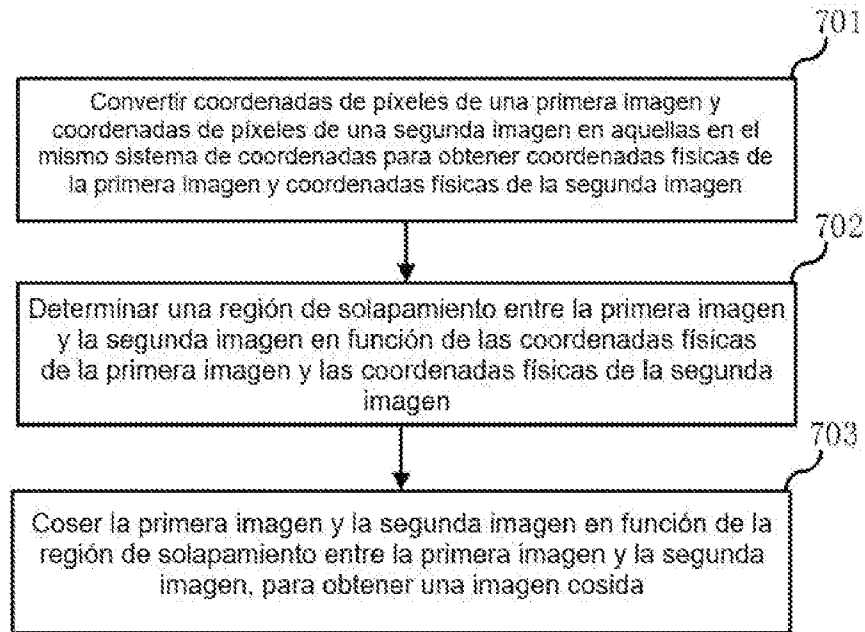 701
Convertir coordenadas de píxeles de una primera imagen y
coordenadas de píxeles de una segunda imagen en aquellas en el
mismo sistema de coordenadas para obtener coordenadas físicas de
la primera imagen y coordenadas físicas de la segunda imagen
702
Determinar una región de solapamiento entre la primera imagen
y la segunda imagen en función de las coordenadas físicas
de la primera imagen y las coordenadas físicas de la segunda
imagen
703
Coser la primera imagen y la segunda imagen en función de la
región de solapamiento entre la primera imagen y la segunda
imagen, para obtener una imagen cosida